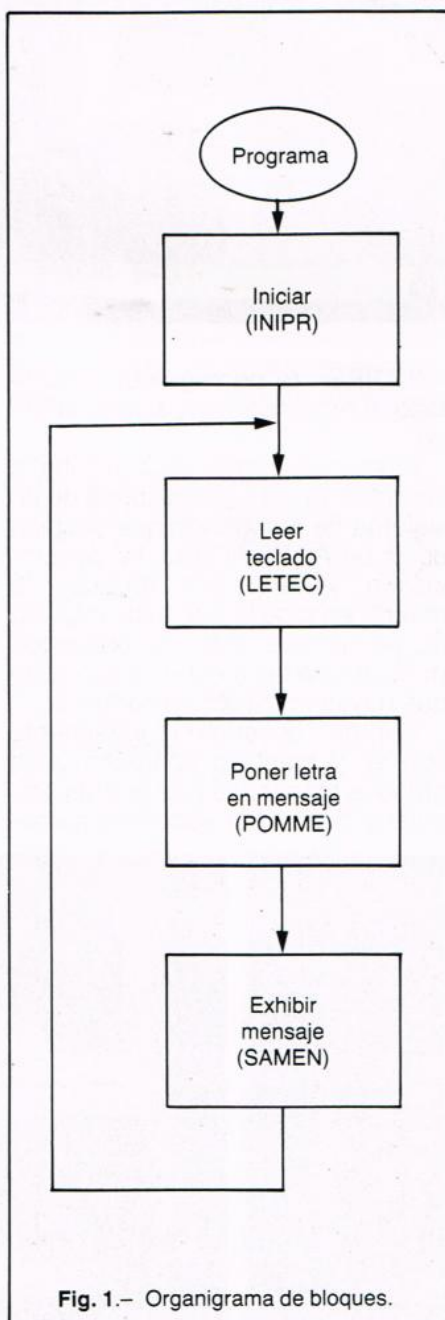 Programa
Iniciar
(INIPR)
Leer
teclado
(LETEC)
Poner letra
en mensaje
(POMME)
Exhibir
mensaje
(SAMEN)
Fig. 1.– Organigrama de bloques.